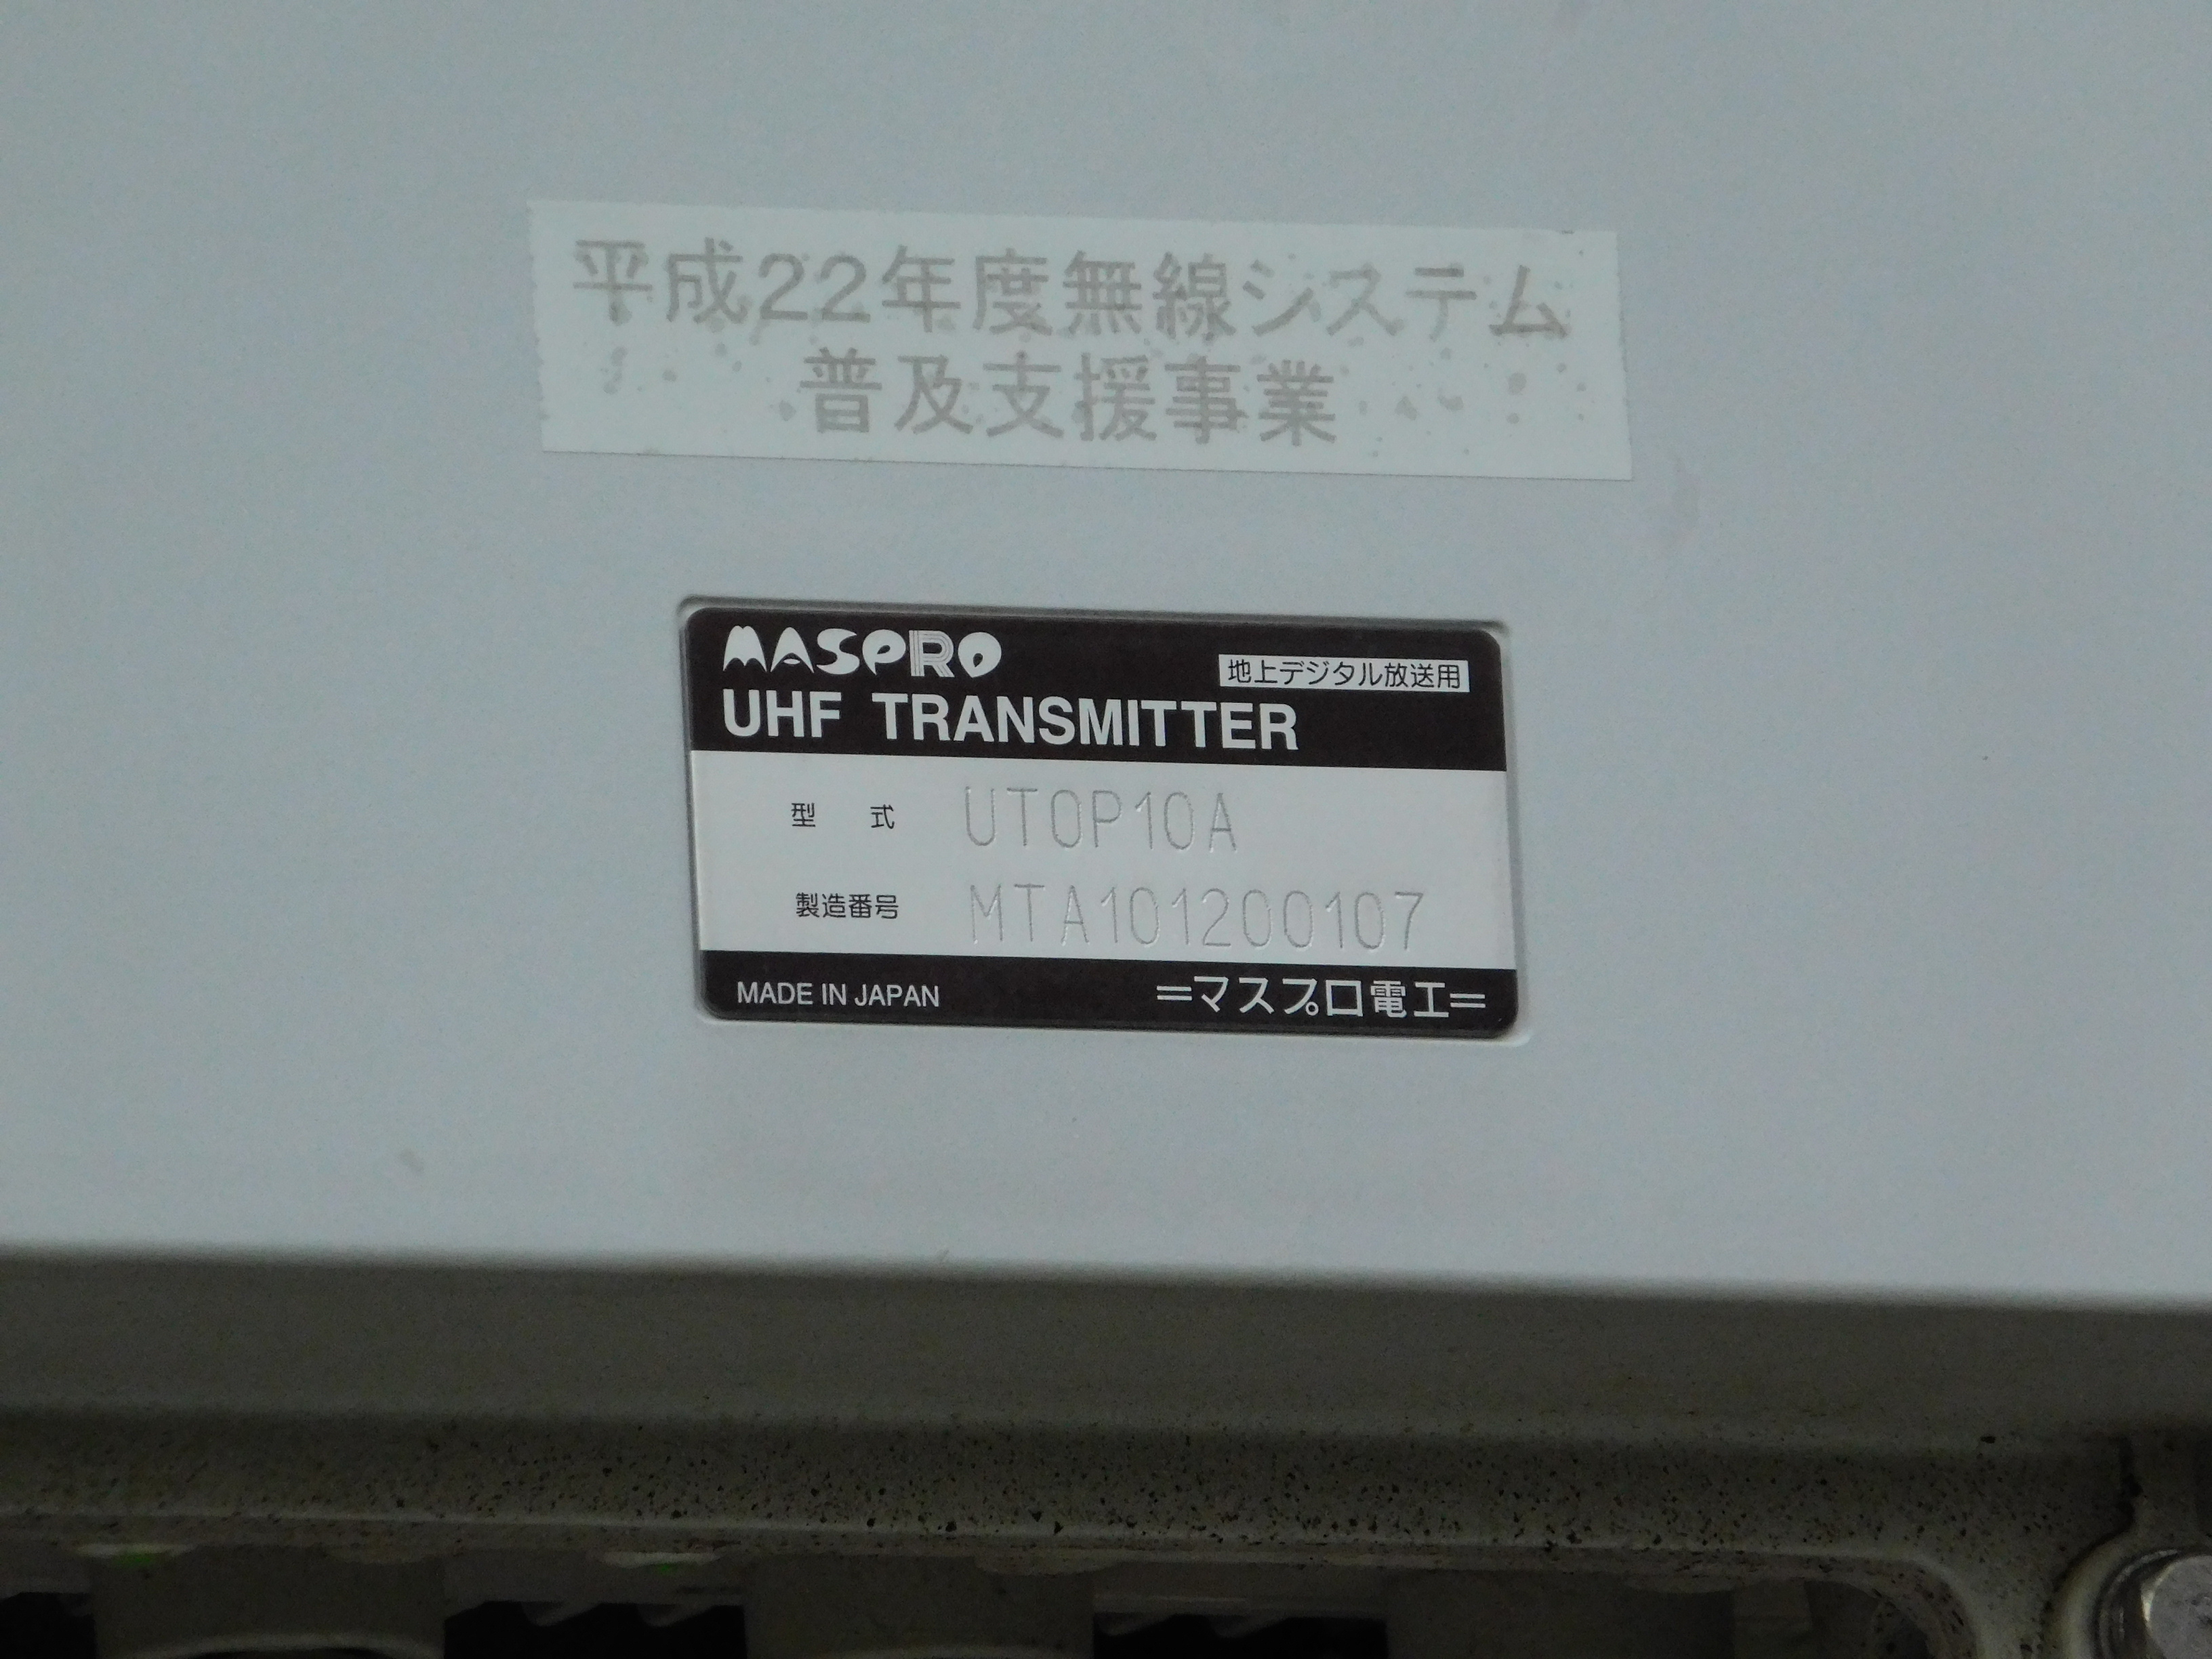 平成22年度無線システム
普及支援事業
MASPRO
地上デジタル放送用
UHF TRANSMITTER
型式 UTOP10A
製造番号 MTA101200107
MADE IN JAPAN =マスプロ電工=